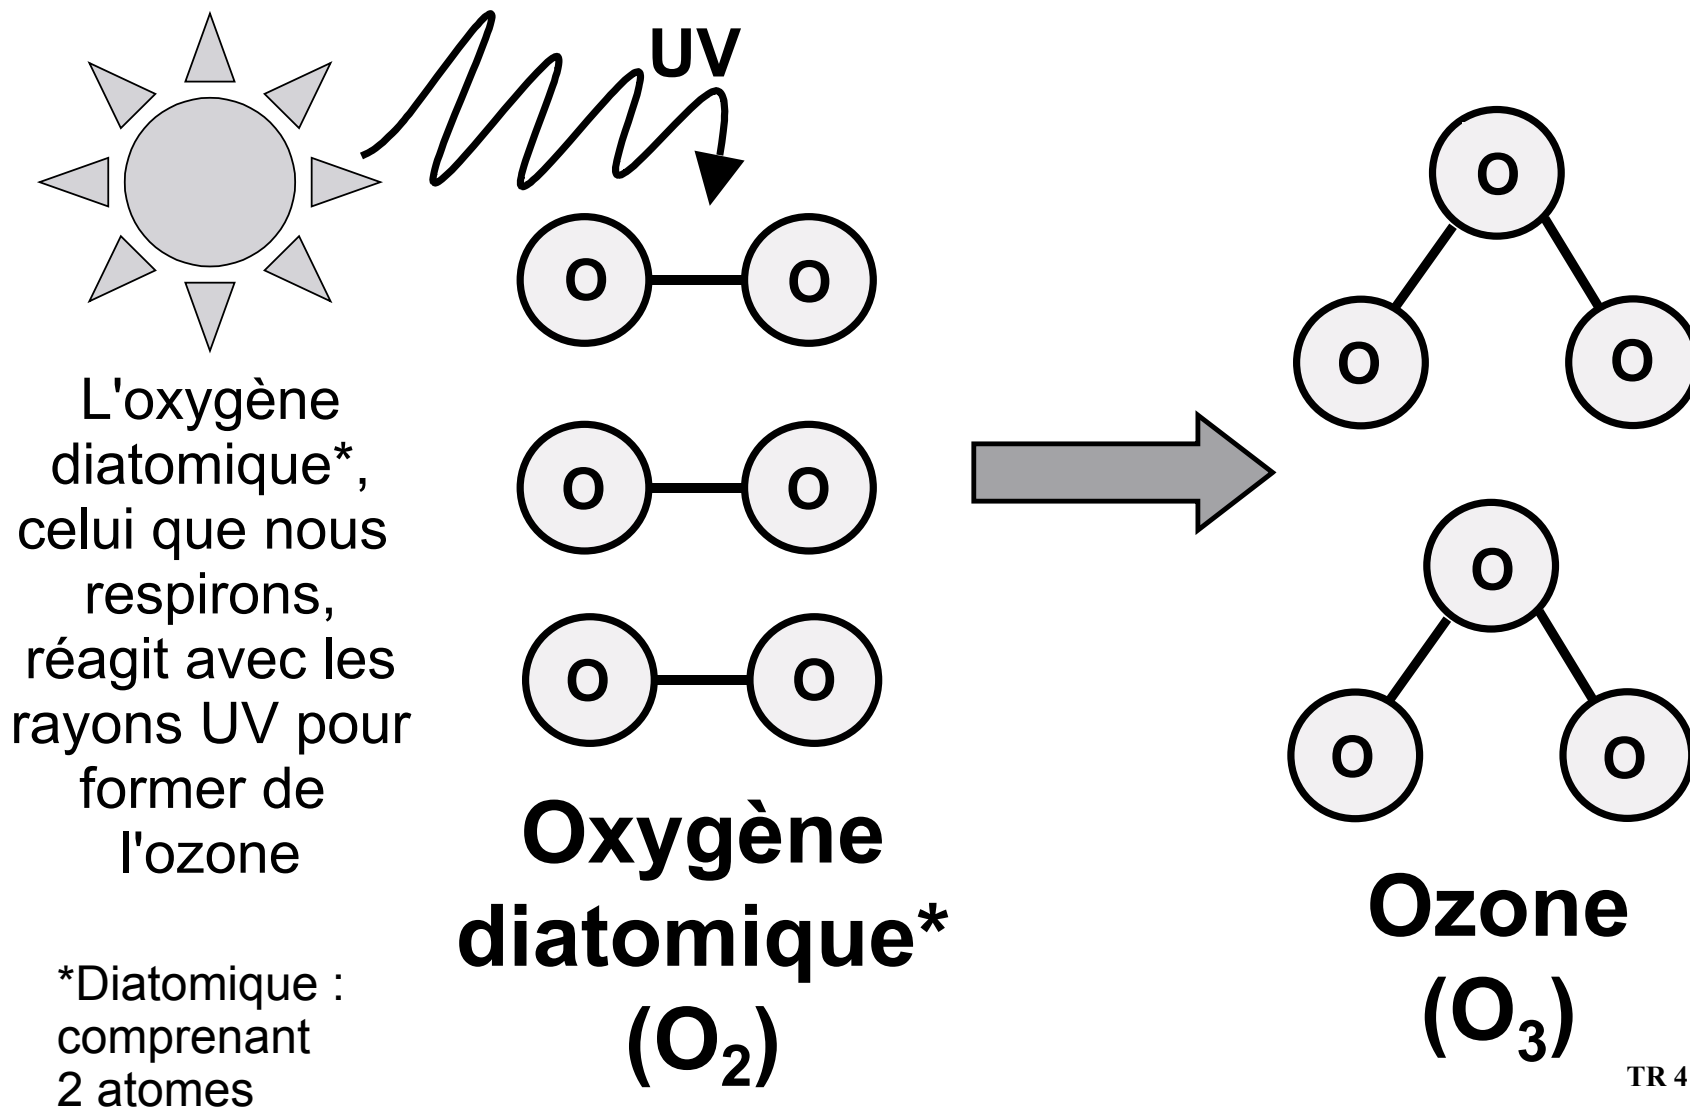 UV
O O
O O
O O
O
O O
O
O O
L'oxygène
diatomique*,
celui que nous
respirons,
réagit avec les
rayons UV pour
former de
l'ozone
*Diatomique :
comprenant
2 atomes
Oxygène
diatomique*
(O₂)
Ozone
(O₃)
TR 4